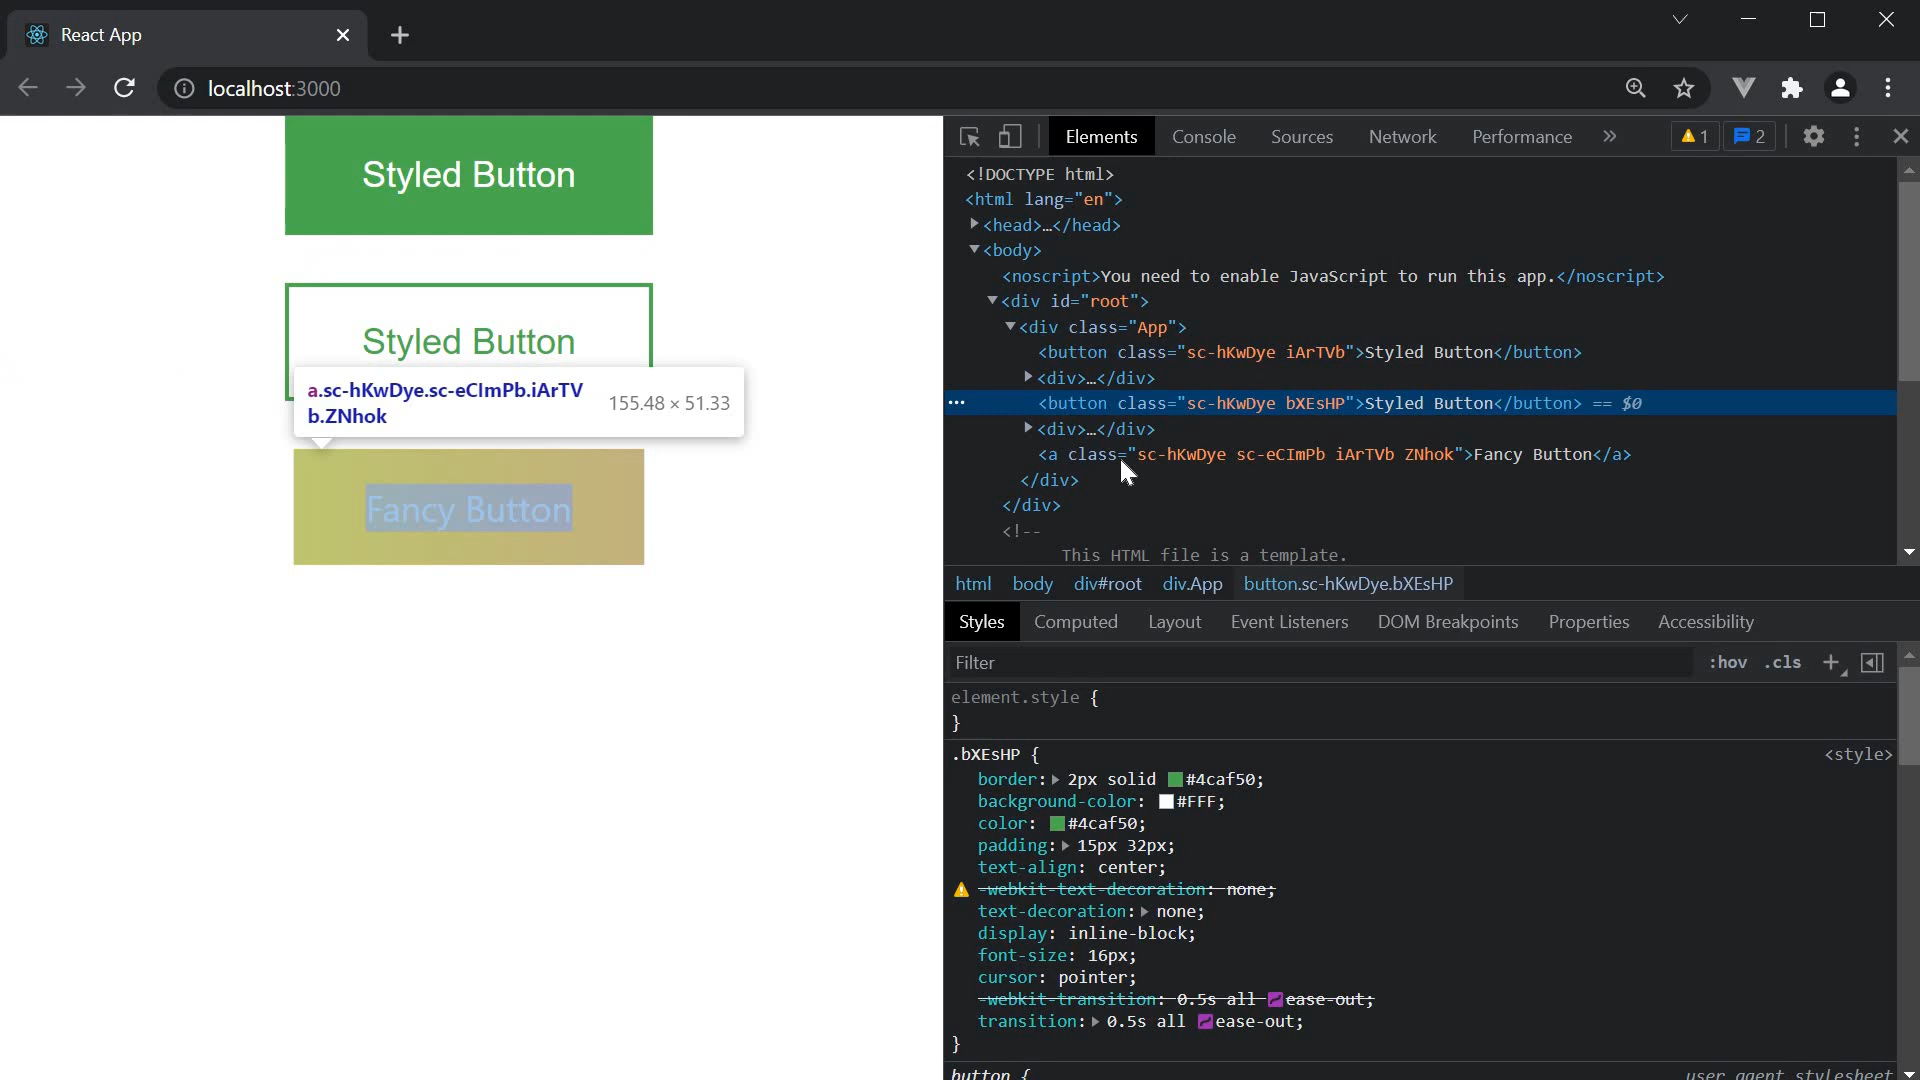 React App
localhost:3000
Styled Button
Styled Button
a.sc-hKwDye.sc-eCImPb.iArTV
b.ZNhok
155.48 × 51.33
Fancy Button
Elements Console Sources Network Performance » 1 2
<!DOCTYPE html>
<html lang="en">
<head>…</head>
<body>
<noscript>You need to enable JavaScript to run this app.</noscript>
<div id="root">
<div class="App">
<button class="sc-hKwDye iArTVb">Styled Button</button>
<div>…</div>
<button class="sc-hKwDye bXEsHP">Styled Button</button> == $0
<div>…</div>
<a class="sc-hKwDye sc-eCImPb iArTVb ZNhok">Fancy Button</a>
</div>
</div>
<!--
This HTML file is a template.
html body div#root div.App button.sc-hKwDye.bXEsHP
Styles Computed Layout Event Listeners DOM Breakpoints Properties Accessibility
Filter :hov .cls +
element.style {
}
.bXEsHP { <style>
border: 2px solid #4caf50;
background-color: #FFF;
color: #4caf50;
padding: 15px 32px;
text-align: center;
-webkit-text-decoration: none;
text-decoration: none;
display: inline-block;
font-size: 16px;
cursor: pointer;
-webkit-transition: 0.5s all ease-out;
transition: 0.5s all ease-out;
}
button { user agent stylesheet